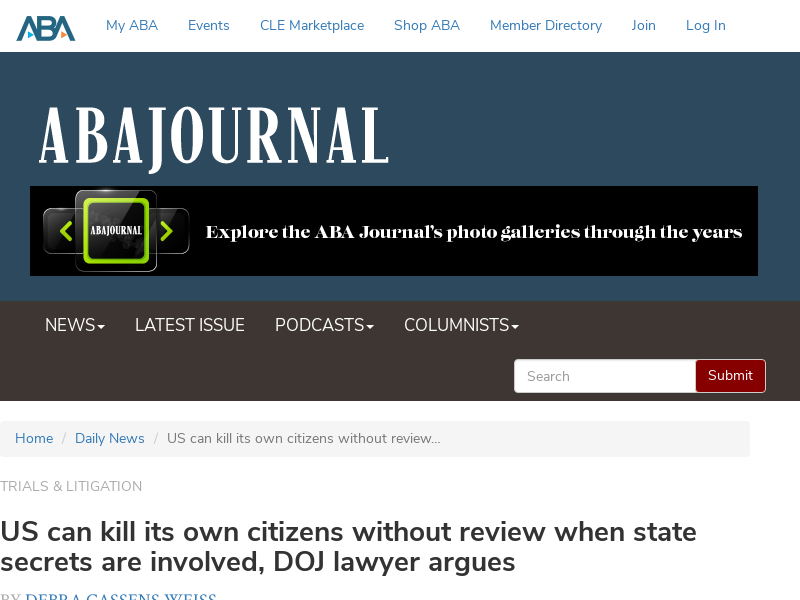 ABA My ABA Events CLE Marketplace Shop ABA Member Directory Join Log In
ABAJOURNAL
ABAJOURNAL Explore the ABA Journal's photo galleries through the years
NEWS LATEST ISSUE PODCASTS COLUMNISTS
Search Submit
Home / Daily News / US can kill its own citizens without review...
TRIALS & LITIGATION
US can kill its own citizens without review when state
secrets are involved, DOJ lawyer argues
BY DEBRA CASSENS WEISS